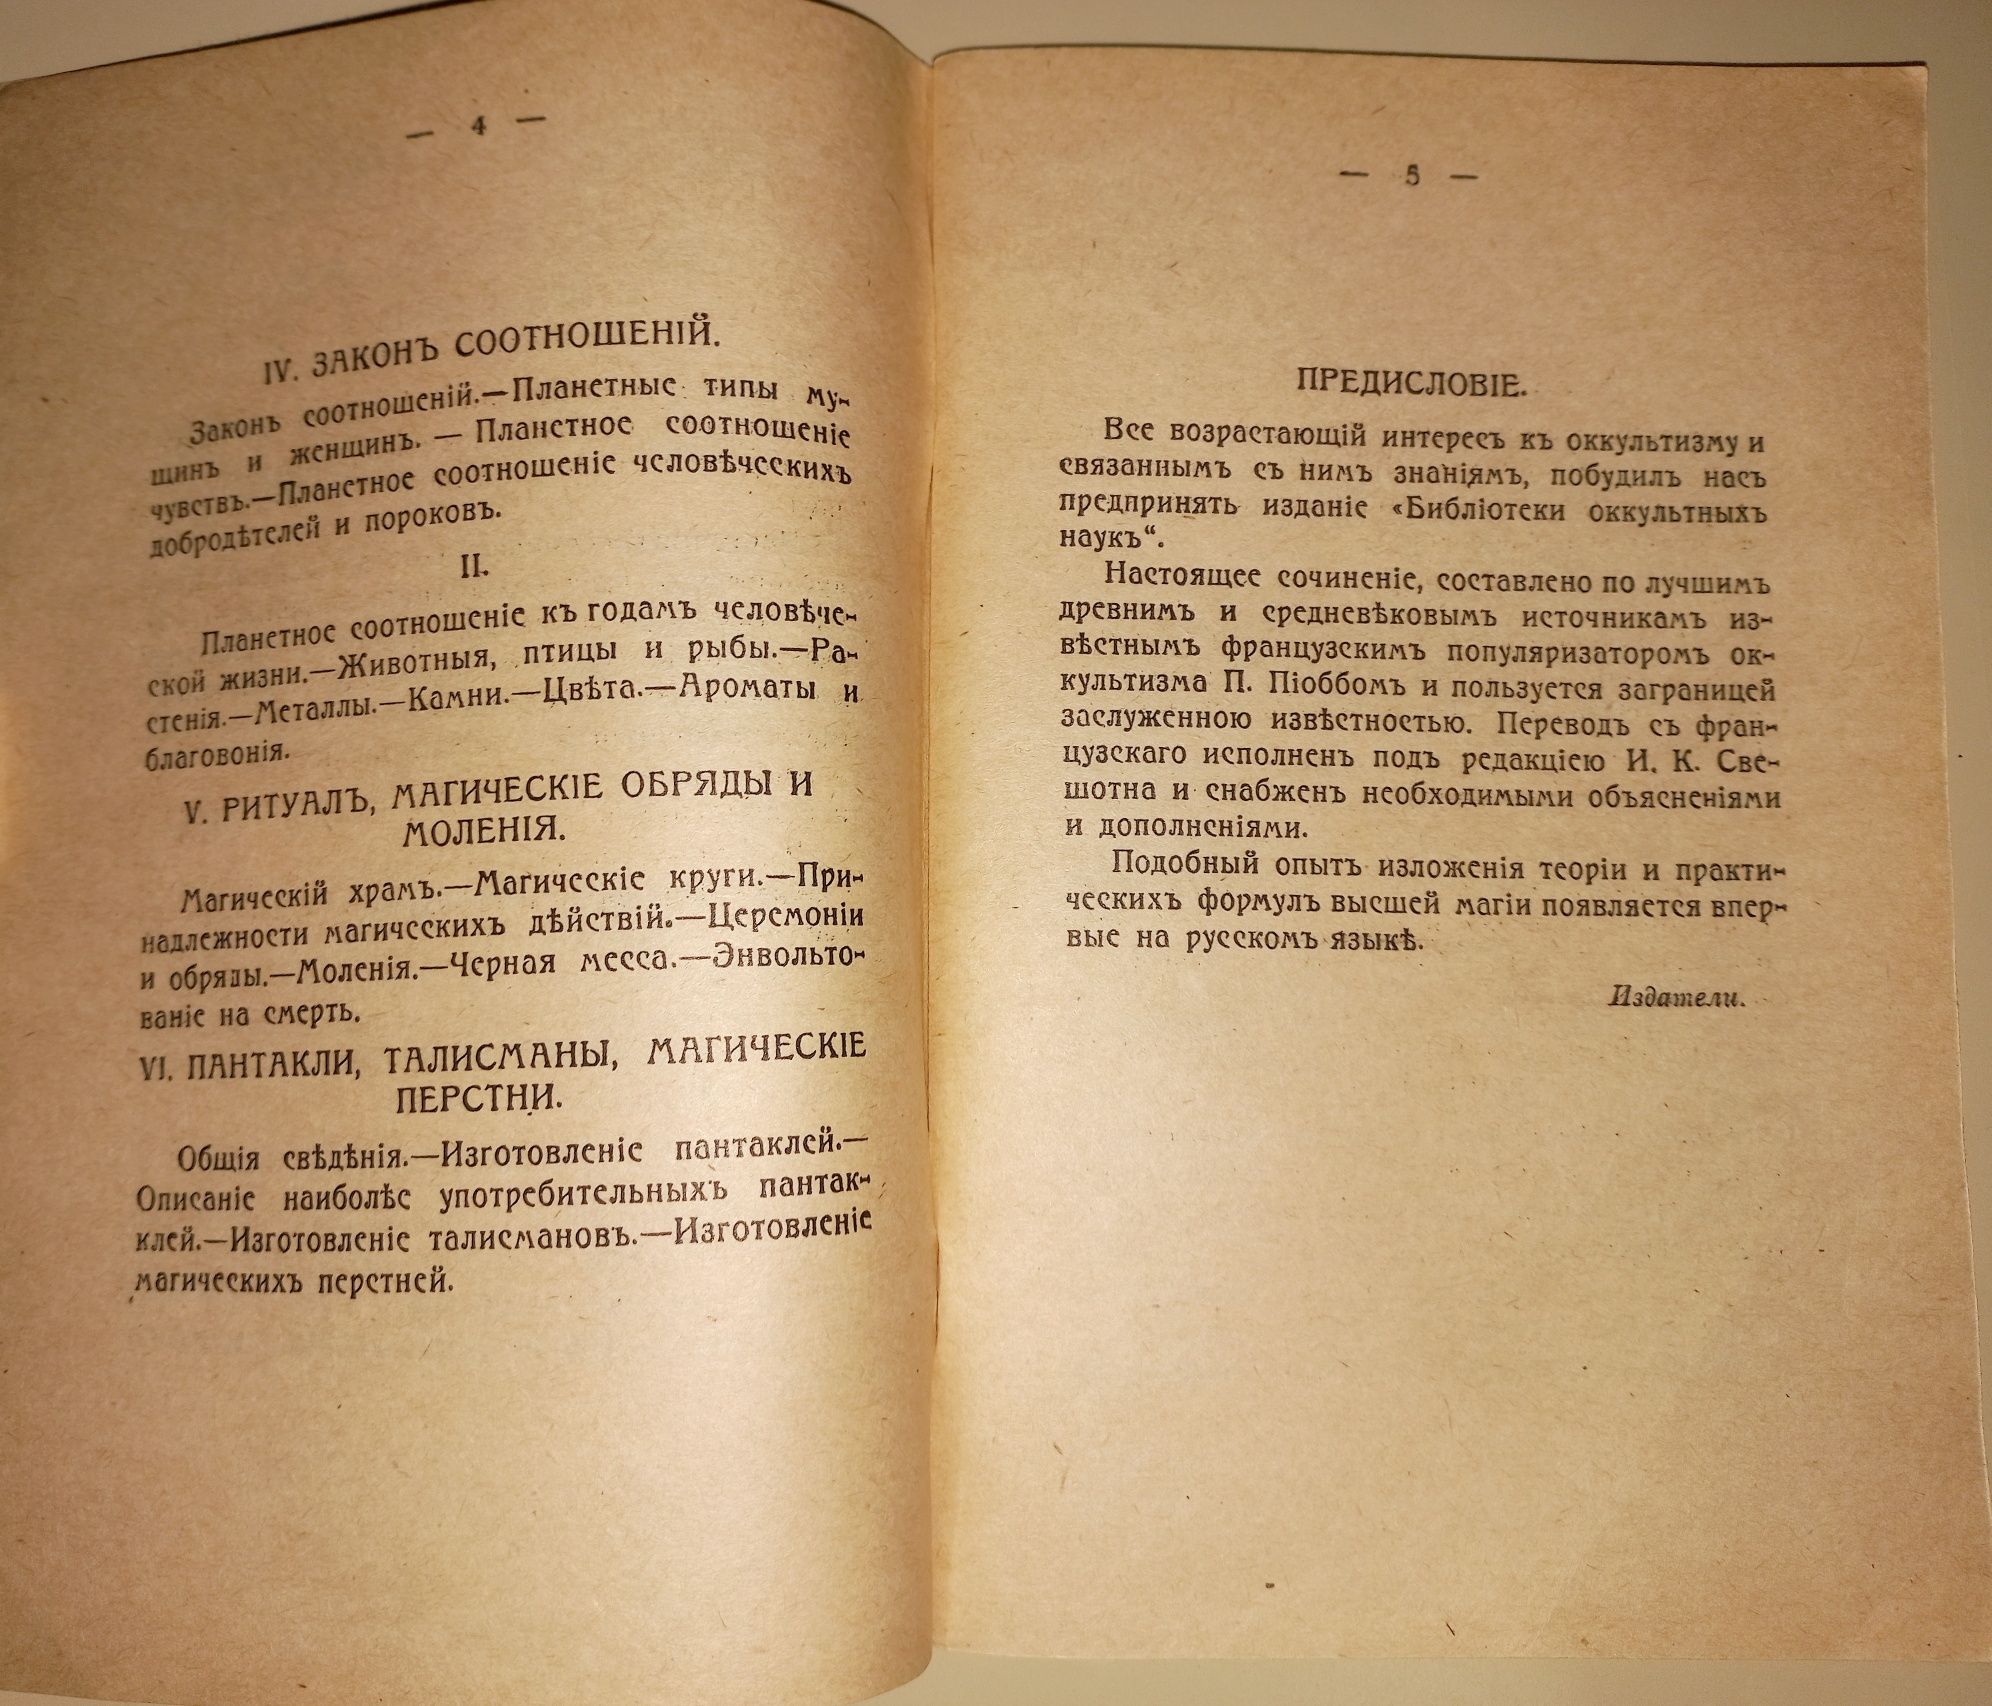 — 4 —
IV. ЗАКОНЪ СООТНОШЕНІЙ.
Законъ соотношеній.—Планетные типы му-
щинъ и женщинъ. — Планетное соотношеніе
чувствъ.—Планетное соотношеніе человѣческихъ
добродѣтелей и пороковъ.
II.
Планетное соотношеніе къ годамъ человѣче-
ской жизни.—Животныя, птицы и рыбы.—Ра-
стенія.—Металлы.—Камни.—Цвѣта.—Ароматы и
благовонія.
V. РИТУАЛЪ, МАГИЧЕСКІЕ ОБРЯДЫ И
МОЛЕНІЯ.
Магическій храмъ.—Магическіе круги.—При-
надлежности магическихъ дѣйствій.—Церемоніи
и обряды.—Моленія.—Черная месса.—Энвольто-
ваніе на смерть.
VI. ПАНТАКЛИ, ТАЛИСМАНЫ, МАГИЧЕСКІЕ
ПЕРСТНИ.
Общія свѣдѣнія.—Изготовленіе пантаклей.—
Описаніе наиболѣе употребительныхъ пантак-
клей.—Изготовленіе талисмановъ.—Изготовленіе
магическихъ перстней.
— 5 —
ПРЕДИСЛОВІЕ.
Все возрастающій интересъ къ оккультизму и
связаннымъ съ нимъ знаніямъ, побудилъ насъ
предпринять изданіе «Библіотеки оккультныхъ
наукъ“.
Настоящее сочиненіе, составлено по лучшимъ
древнимъ и средневѣковымъ источникамъ из-
вѣстнымъ французскимъ популяризаторомъ ок-
культизма П. Піоббомъ и пользуется заграницей
заслуженною извѣстностью. Переводъ съ фран-
цузскаго исполненъ подъ редакціею И. К. Све-
шотна и снабженъ необходимыми объясненіями
и дополненіями.
Подобный опытъ изложенія теоріи и практи-
ческихъ формулъ высшей магіи появляется впер-
вые на русскомъ языкѣ.
Издатели.